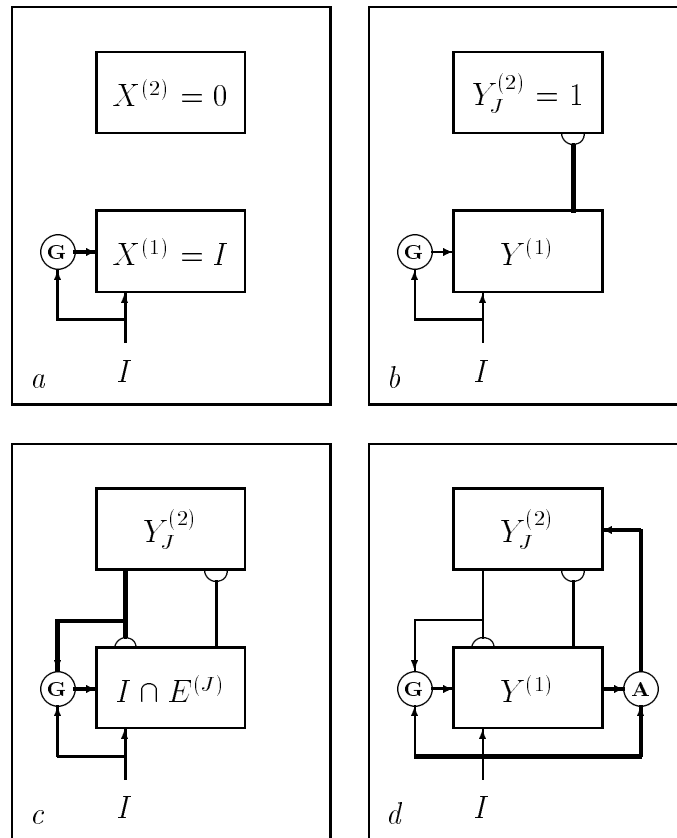 X^{(2)} = 0
G
X^{(1)} = I
a
I
Y_J^{(2)} = 1
G
Y^{(1)}
b
I
Y_J^{(2)}
G
I ∩ E^{(J)}
c
I
Y_J^{(2)}
G
Y^{(1)}
A
d
I